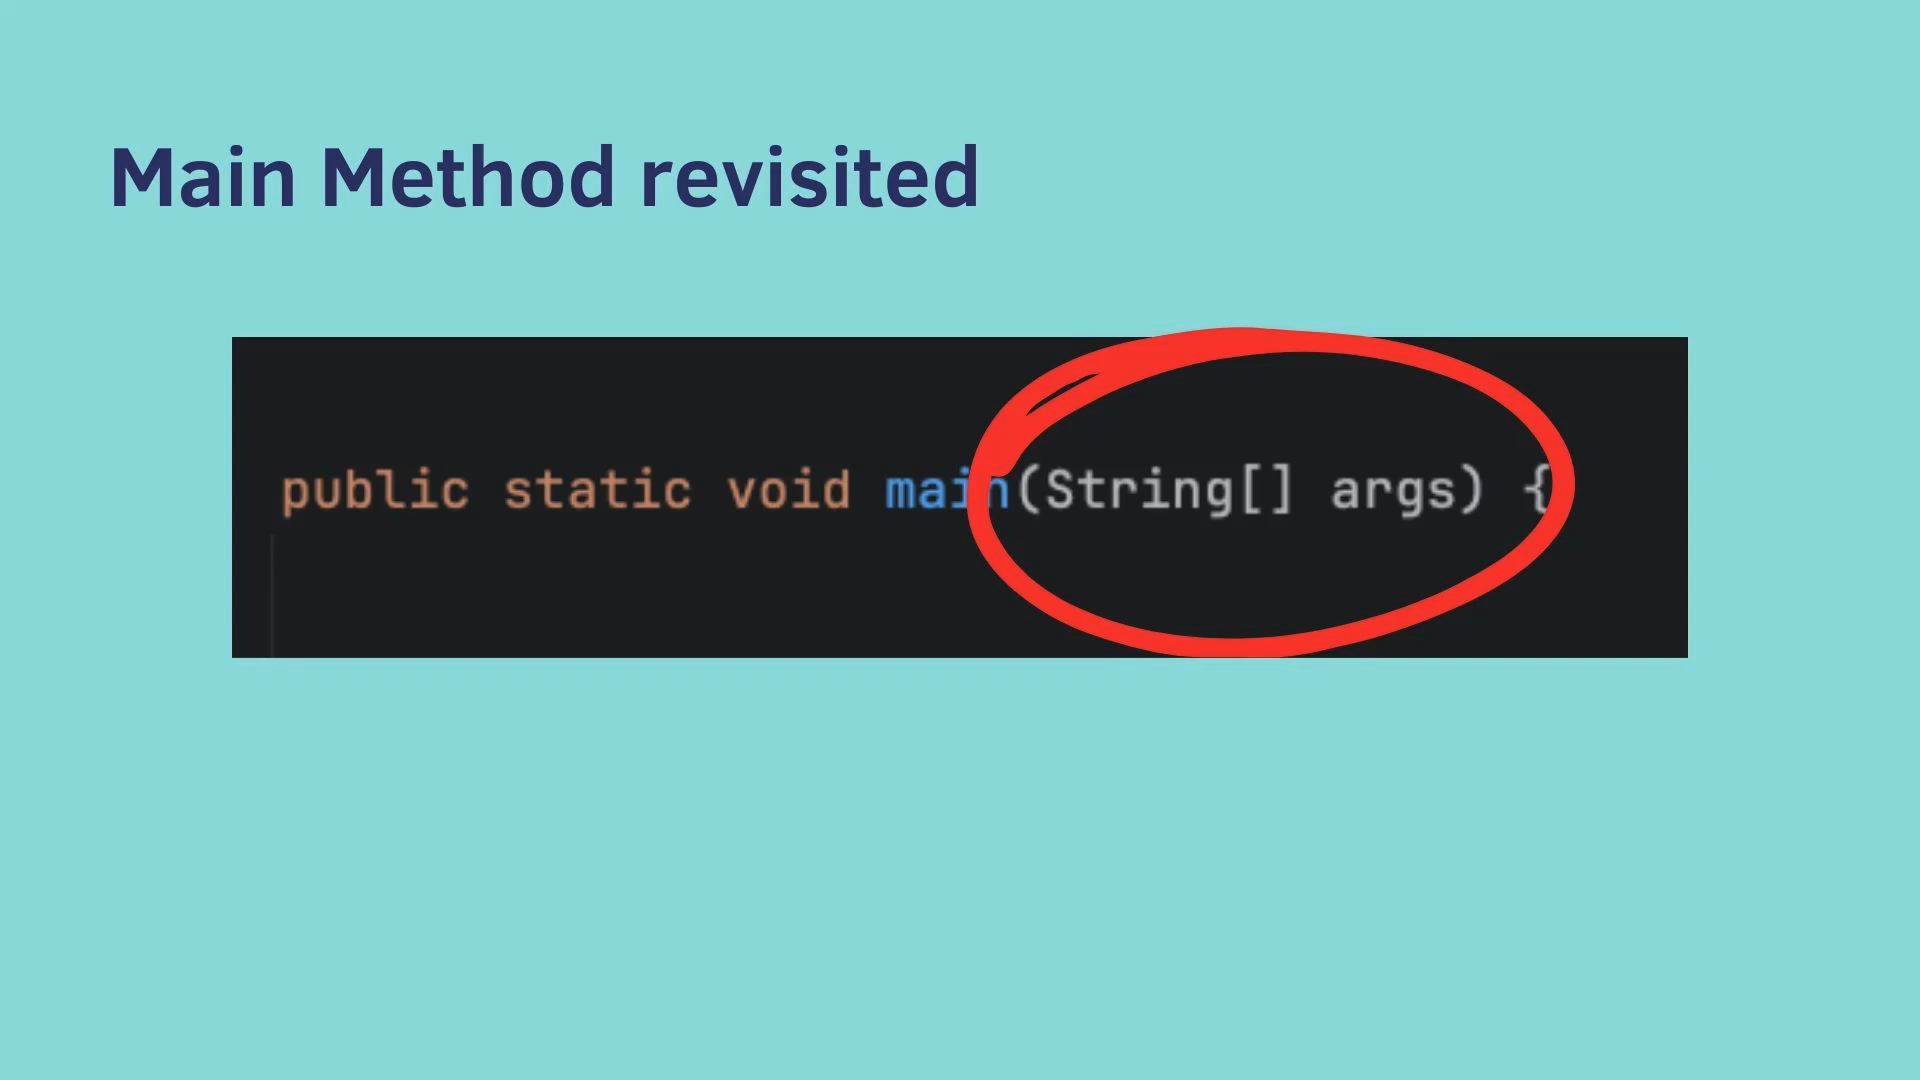 Main Method revisited
public static void main(String[] args) {